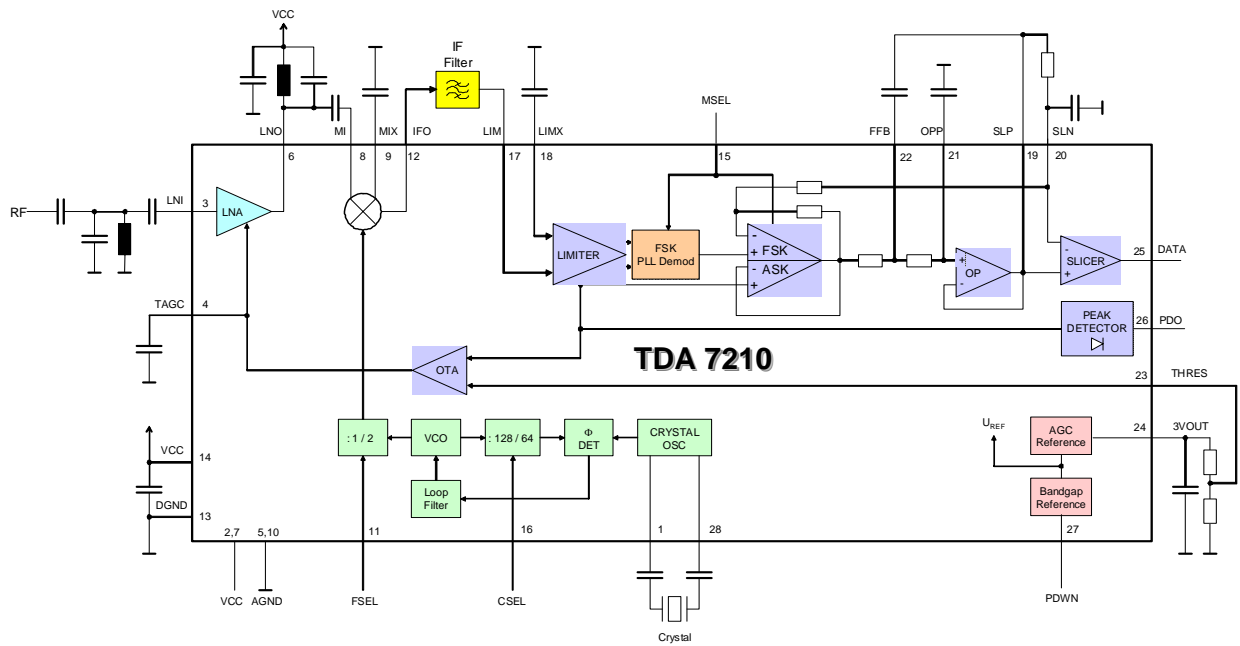 VCC
IF
Filter
MSEL
LNO
MI
MIX
IFO
LIM
LIMX
FFB
OPP
SLP
SLN
6
8
9
12
17
18
15
22
21
19
20
RF
LNI
3
LNA
LIMITER
FSK
PLL Demod
-
+ FSK
- ASK
+
+
OP
-
-
SLICER
+
25
DATA
TAGC
4
PEAK
DETECTOR
26
PDO
TDA 7210
OTA
-
+
23
THRES
: 1 / 2
VCO
: 128 / 64
Φ
DET
CRYSTAL
OSC
UREF
AGC
Reference
24
3VOUT
VCC
14
Loop
Filter
Bandgap
Reference
DGND
13
2,7
5,10
11
16
1
28
27
VCC
AGND
FSEL
CSEL
PDWN
Crystal